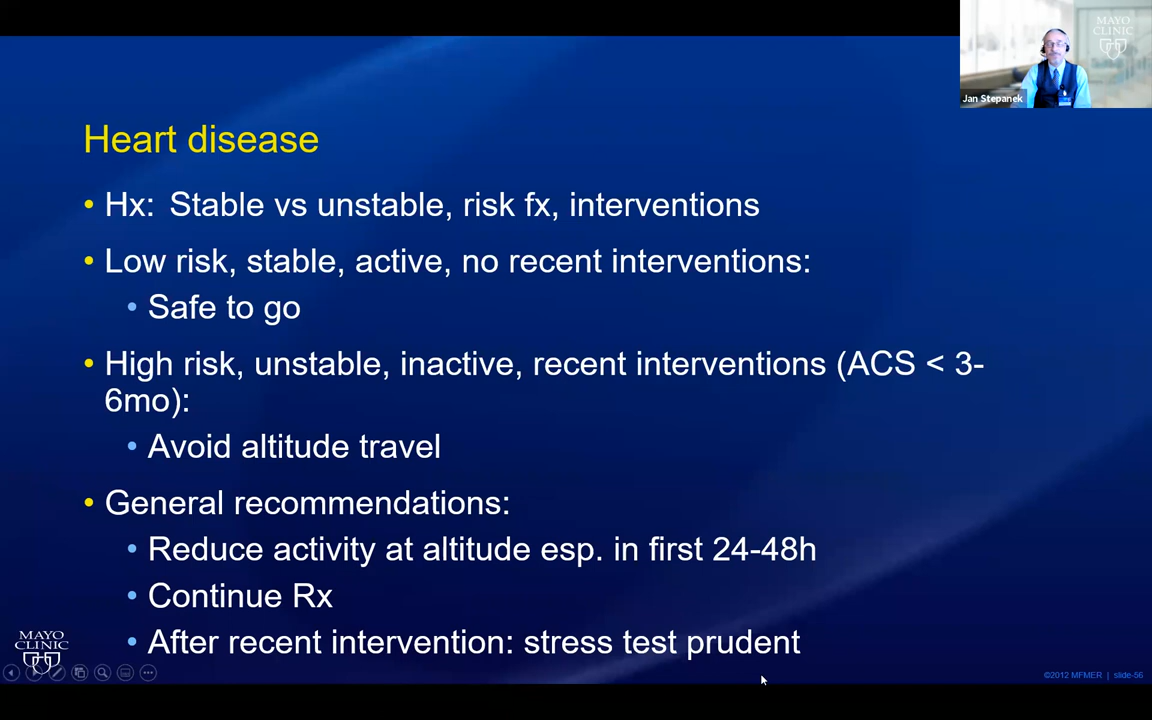 MAYO
CLINIC
Jan Stepanek
Heart disease
• Hx: Stable vs unstable, risk fx, interventions
• Low risk, stable, active, no recent interventions:
• Safe to go
• High risk, unstable, inactive, recent interventions (ACS < 3-
6mo):
• Avoid altitude travel
• General recommendations:
• Reduce activity at altitude esp. in first 24-48h
• Continue Rx
• After recent intervention: stress test prudent
MAYO
CLINIC
©2012 MFMER | slide-56